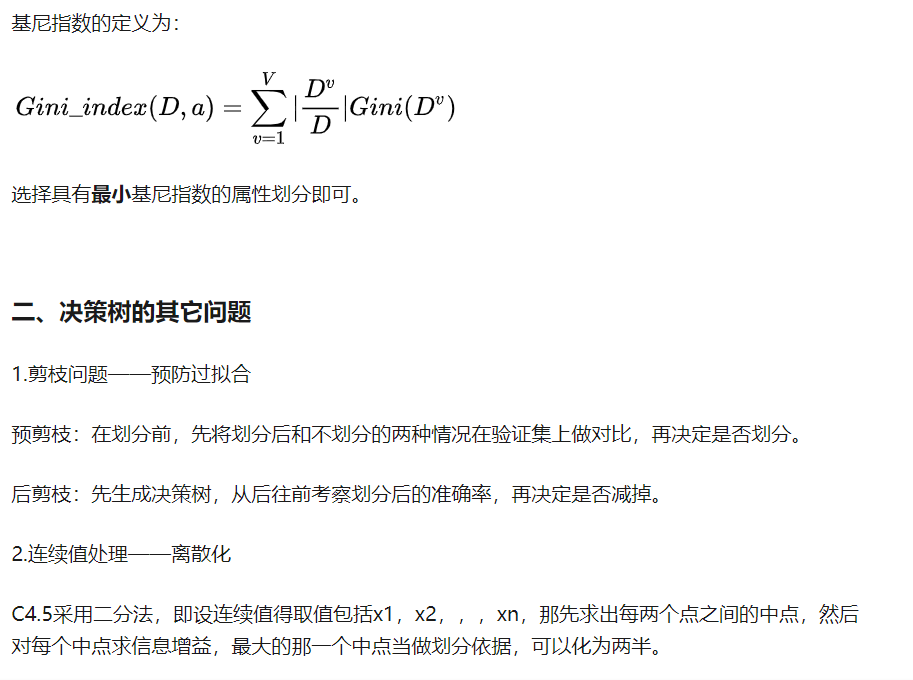 基尼指数的定义为：
Gini_index(D, a) = \sum_{v=1}^{V} |\frac{D^v}{D}|Gini(D^v)
选择具有最小基尼指数的属性划分即可。
二、决策树的其它问题
1.剪枝问题——预防过拟合
预剪枝：在划分前，先将划分后和不划分的两种情况在验证集上做对比，再决定是否划分。
后剪枝：先生成决策树，从后往前考察划分后的准确率，再决定是否减掉。
2.连续值处理——离散化
C4.5采用二分法，即设连续值得取值包括x1，x2，，，xn，那先求出每两个点之间的中点，然后
对每个中点求信息增益，最大的那一个中点当做划分依据，可以化为两半。